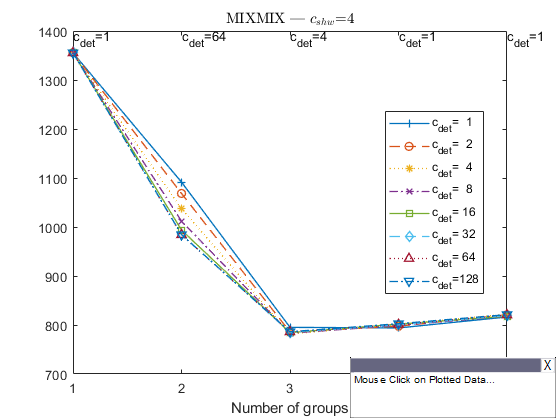 MIXMIX — c_shw=4
c_det=1 c_det=64 c_det=4 c_det=1 c_det=1
1400
1300
1200
1100
1000
900
800
700
c_det= 1
c_det= 2
c_det= 4
c_det= 8
c_det= 16
c_det= 32
c_det= 64
c_det=128
1 2 3
Number of groups
X
Mouse Click on Plotted Data...